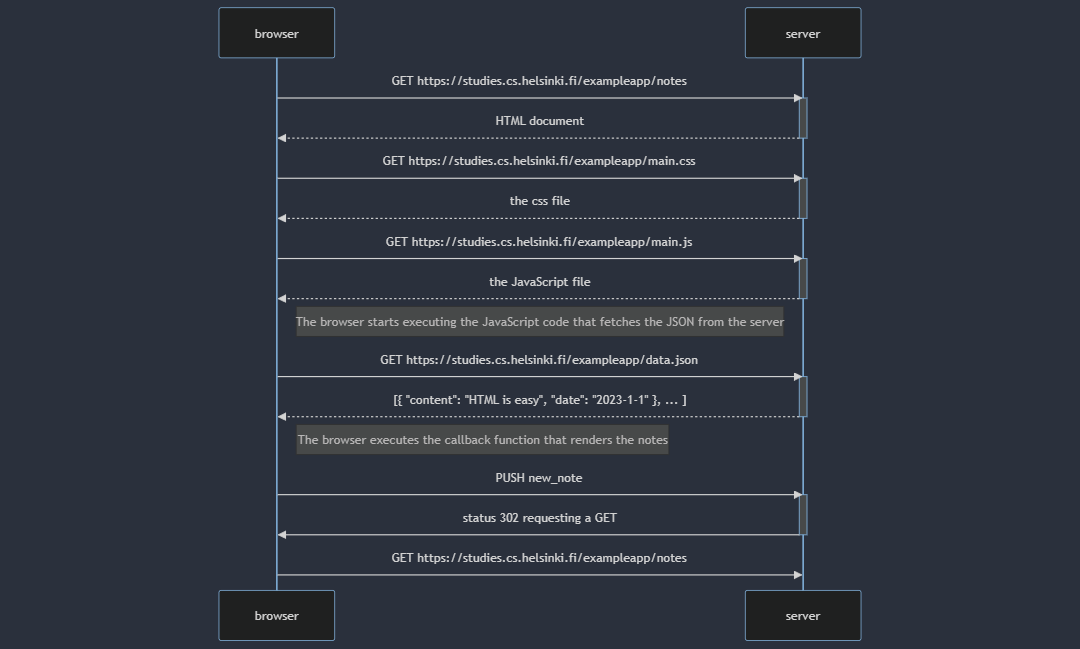 browser
server
GET https://studies.cs.helsinki.fi/exampleapp/notes
HTML document
GET https://studies.cs.helsinki.fi/exampleapp/main.css
the css file
GET https://studies.cs.helsinki.fi/exampleapp/main.js
the JavaScript file
The browser starts executing the JavaScript code that fetches the JSON from the server
GET https://studies.cs.helsinki.fi/exampleapp/data.json
[{ "content": "HTML is easy", "date": "2023-1-1" }, ... ]
The browser executes the callback function that renders the notes
PUSH new_note
status 302 requesting a GET
GET https://studies.cs.helsinki.fi/exampleapp/notes
browser
server